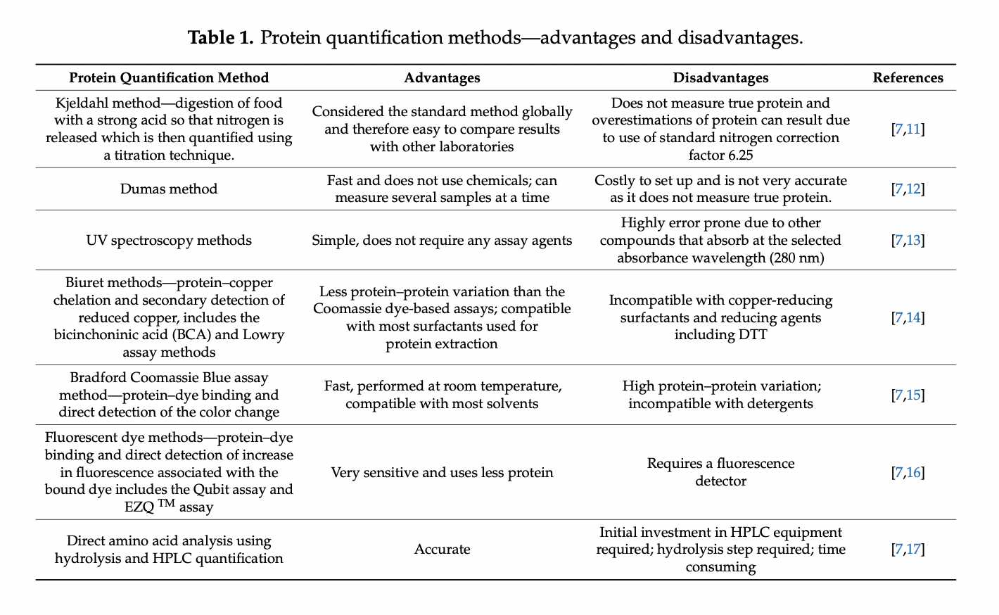 Table 1. Protein quantification methods—advantages and disadvantages.
Protein Quantification Method Advantages Disadvantages References
Kjeldahl method—digestion of food
with a strong acid so that nitrogen is
released which is then quantified using
a titration technique.
Considered the standard method globally
and therefore easy to compare results
with other laboratories
Does not measure true protein and
overestimations of protein can result due
to use of standard nitrogen correction
factor 6.25
[7,11]
Dumas method
Fast and does not use chemicals; can
measure several samples at a time
Costly to set up and is not very accurate
as it does not measure true protein.
[7,12]
UV spectroscopy methods
Simple, does not require any assay agents
Highly error prone due to other
compounds that absorb at the selected
absorbance wavelength (280 nm)
[7,13]
Biuret methods—protein–copper
chelation and secondary detection of
reduced copper, includes the
bicinchoninic acid (BCA) and Lowry
assay methods
Less protein–protein variation than the
Coomassie dye-based assays; compatible
with most surfactants used for
protein extraction
Incompatible with copper-reducing
surfactants and reducing agents
including DTT
[7,14]
Bradford Coomassie Blue assay
method—protein–dye binding and
direct detection of the color change
Fast, performed at room temperature,
compatible with most solvents
High protein–protein variation;
incompatible with detergents
[7,15]
Fluorescent dye methods—protein–dye
binding and direct detection of increase
in fluorescence associated with the
bound dye includes the Qubit assay and
EZQ TM assay
Very sensitive and uses less protein
Requires a fluorescence
detector
[7,16]
Direct amino acid analysis using
hydrolysis and HPLC quantification
Accurate
Initial investment in HPLC equipment
required; hydrolysis step required; time
consuming
[7,17]